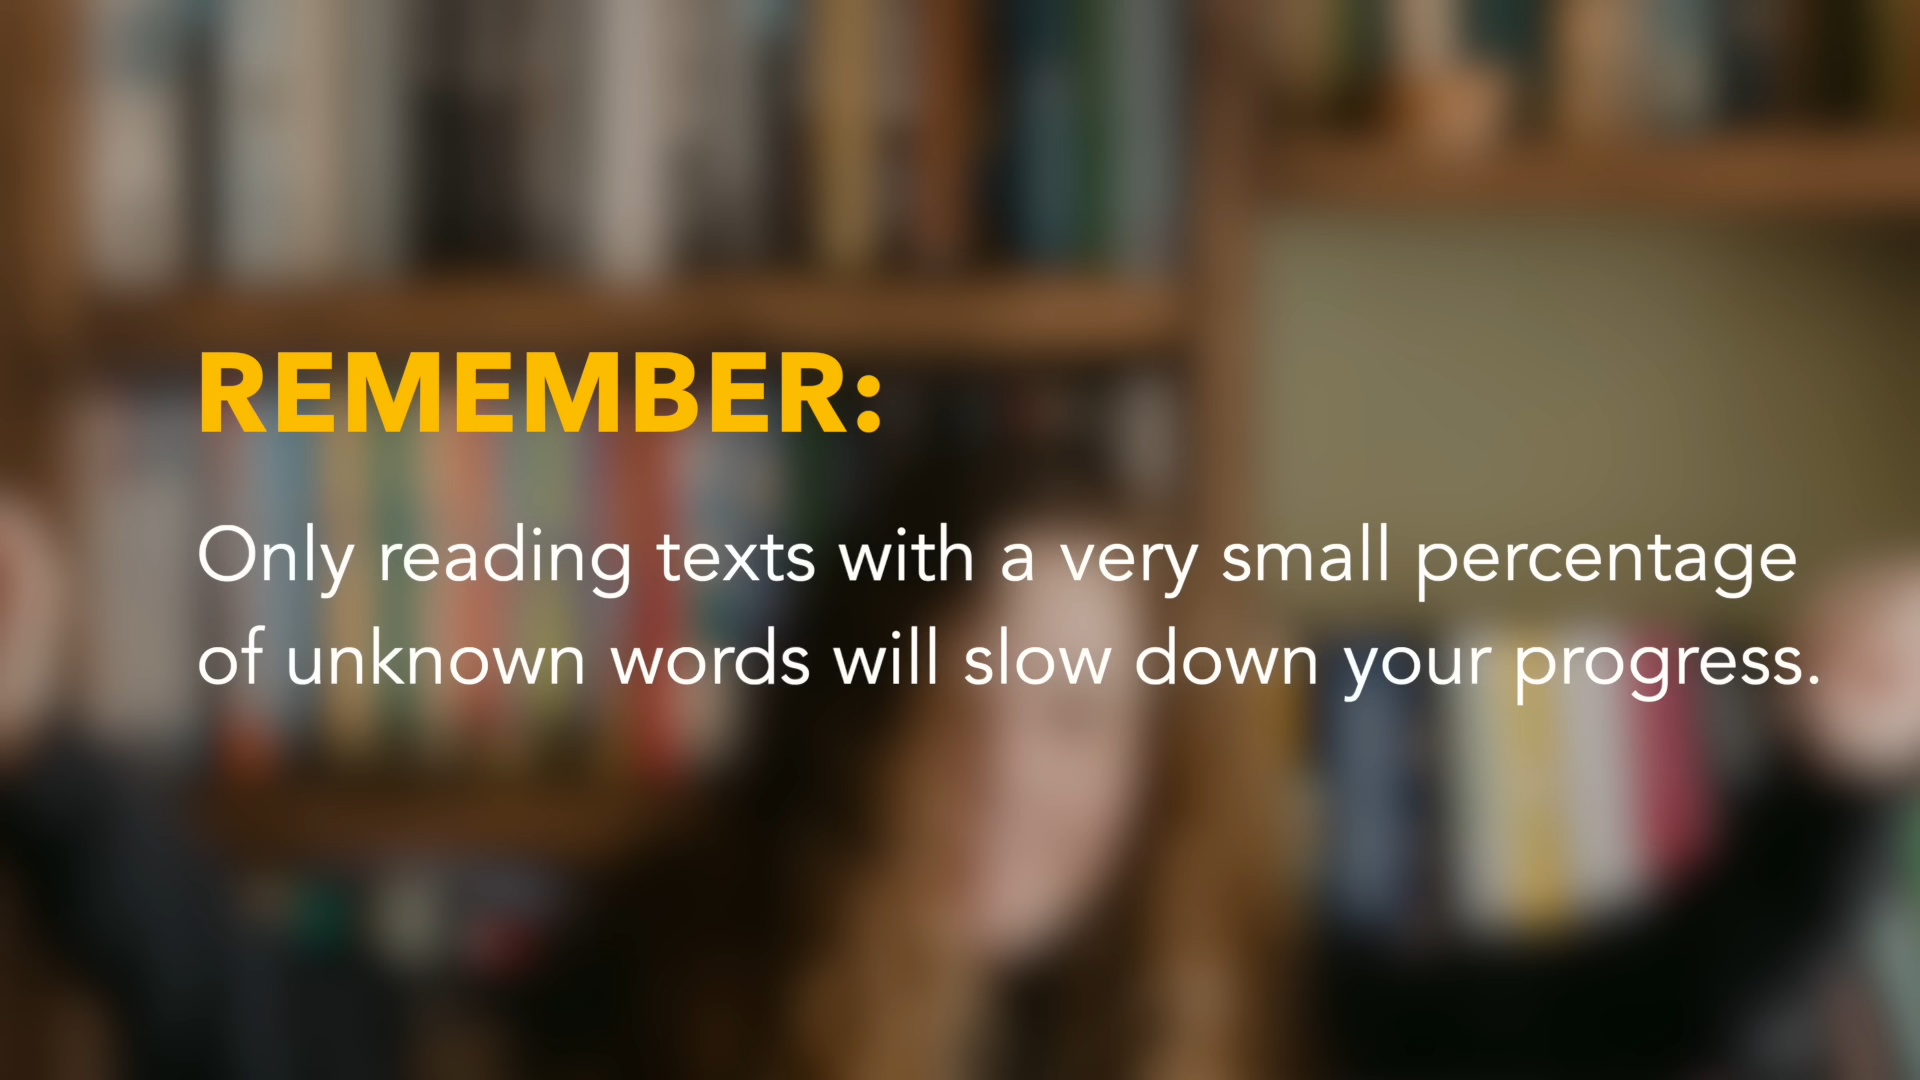 REMEMBER:
Only reading texts with a very small percentage
of unknown words will slow down your progress.